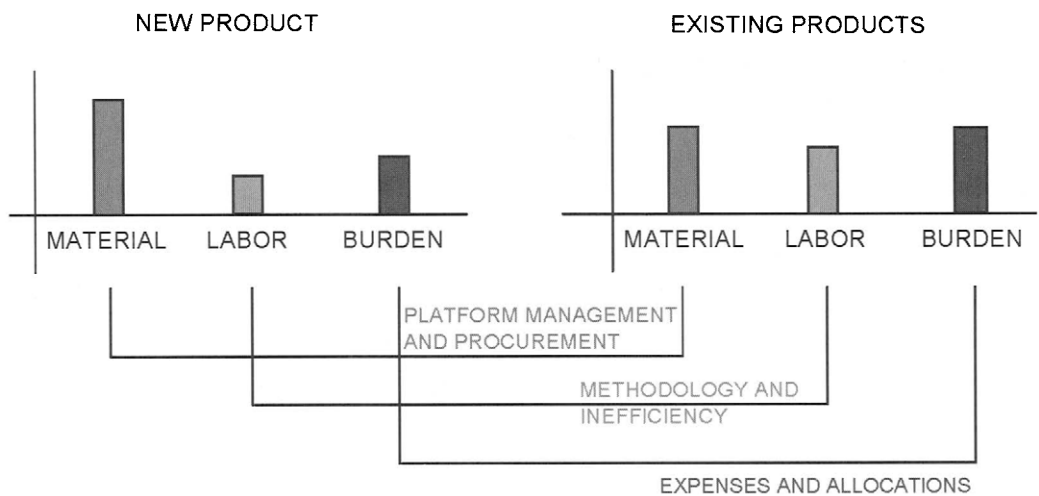 NEW PRODUCT
EXISTING PRODUCTS
MATERIAL LABOR BURDEN
MATERIAL LABOR BURDEN
PLATFORM MANAGEMENT
AND PROCUREMENT
METHODOLOGY AND
INEFFICIENCY
EXPENSES AND ALLOCATIONS